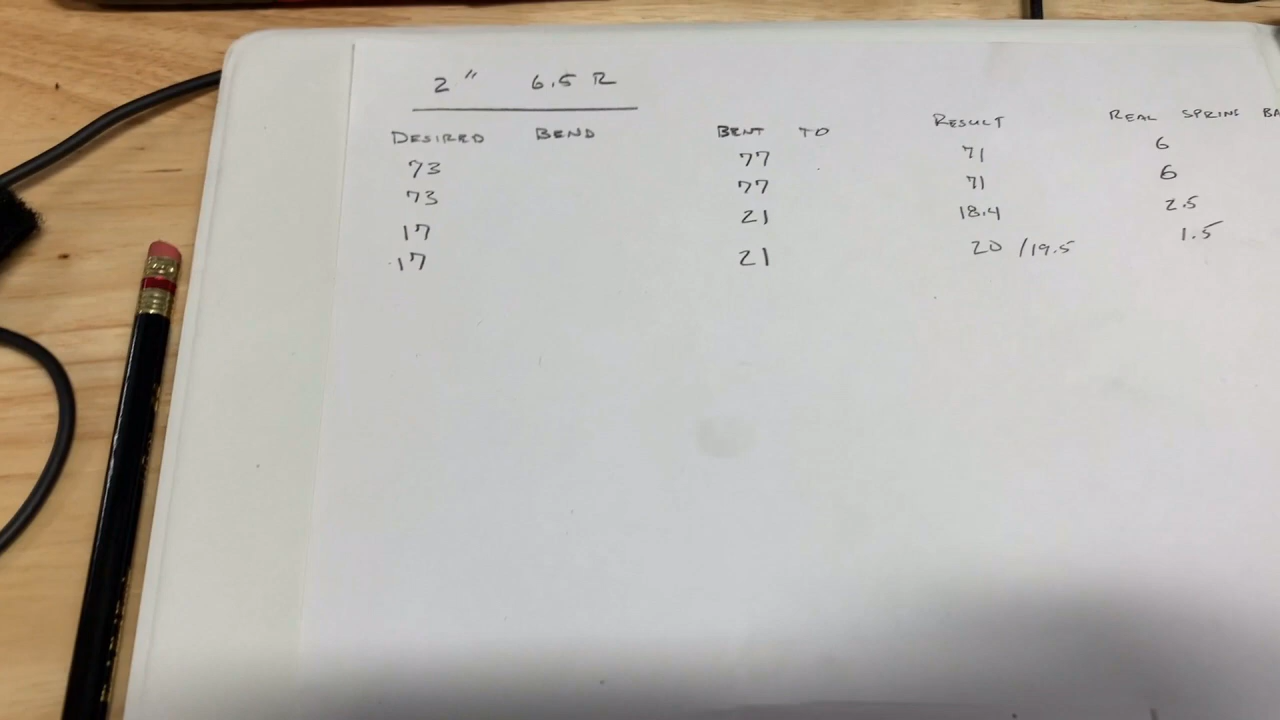 2" 6.5 R
DESIRED BEND BENT TO RESULT REAL SPRING BA
73 77 71 6
73 77 71 6
17 21 18.4 2.5
17 21 20 /19.5 1.5